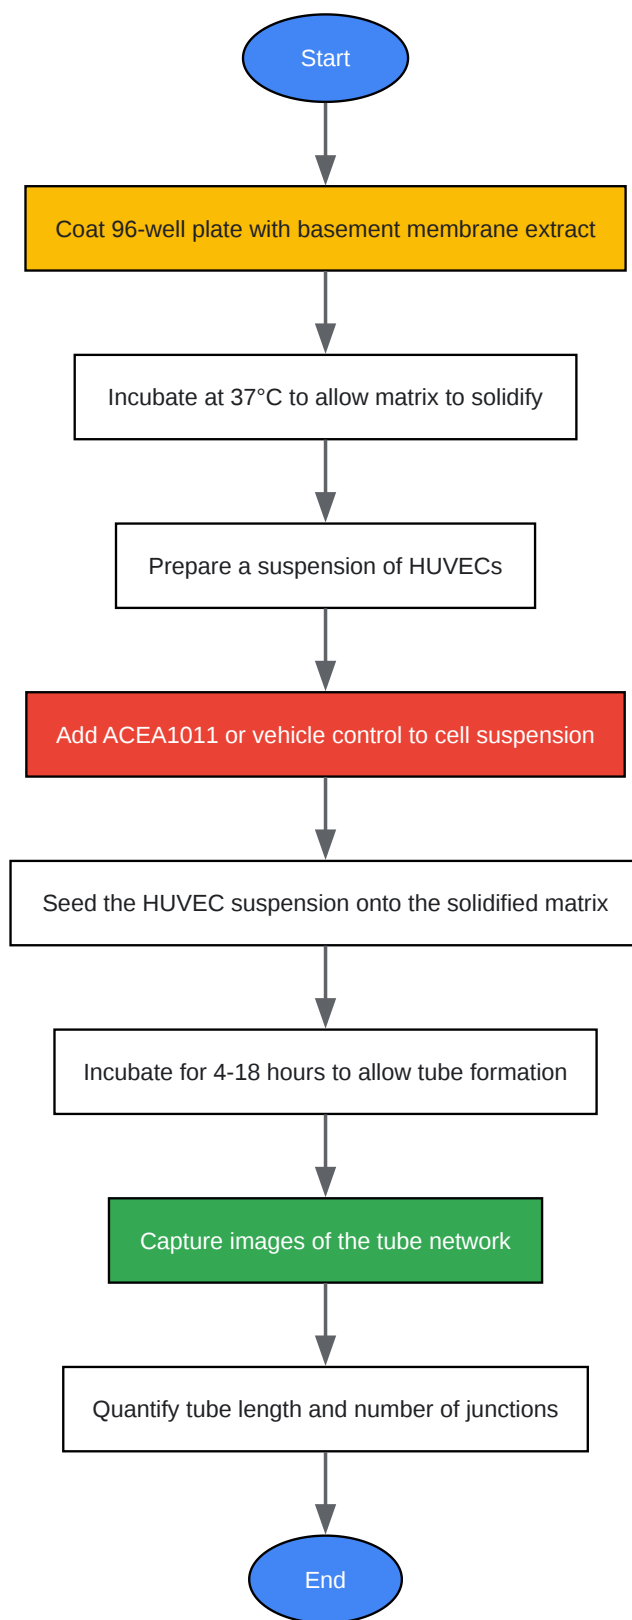 Start
Coat 96-well plate with basement membrane extract
Incubate at 37°C to allow matrix to solidify
Prepare a suspension of HUVECs
Add ACEA1011 or vehicle control to cell suspension
Seed the HUVEC suspension onto the solidified matrix
Incubate for 4-18 hours to allow tube formation
Capture images of the tube network
Quantify tube length and number of junctions
End